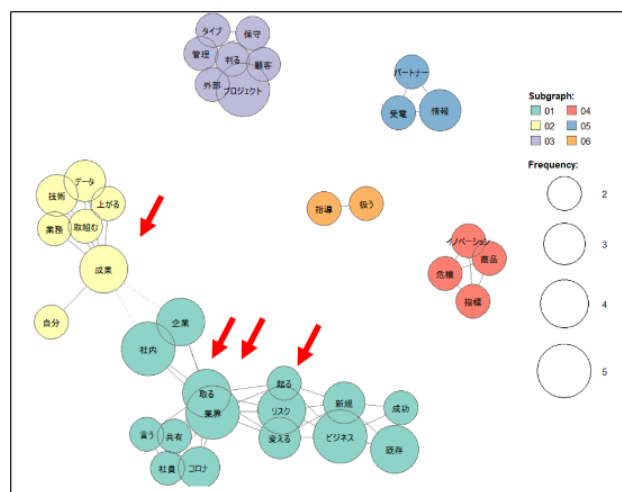 タイプ
保守
管理
判る
顧客
外部
プロジェクト
パートナー
受電
情報
Subgraph:
01
04
02
05
03
06
Frequency:
2
3
4
5
データ
技術
上がる
業務
取組む
成果
自分
指導
扱う
イノベーション
商品
危機
指標
企業
社内
取る
業界
起る
リスク
変える
新規
ビジネス
成功
既存
言う
共有
社員
コロナ